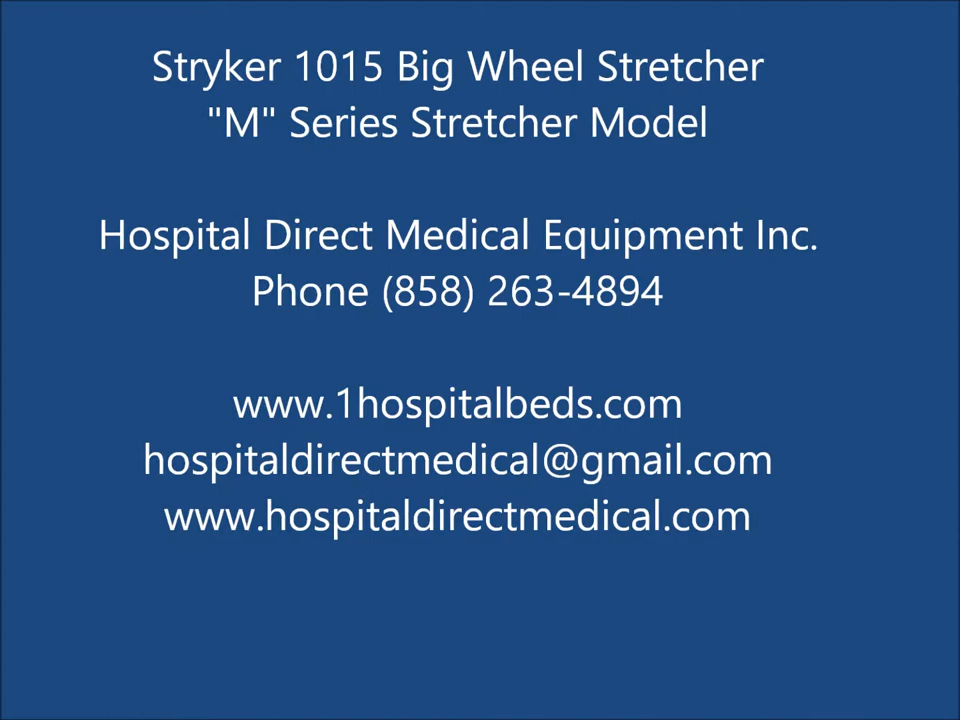 Stryker 1015 Big Wheel Stretcher
"M" Series Stretcher Model
Hospital Direct Medical Equipment Inc.
Phone (858) 263-4894
www.1hospitalbeds.com
hospitaldirectmedical@gmail.com
www.hospitaldirectmedical.com